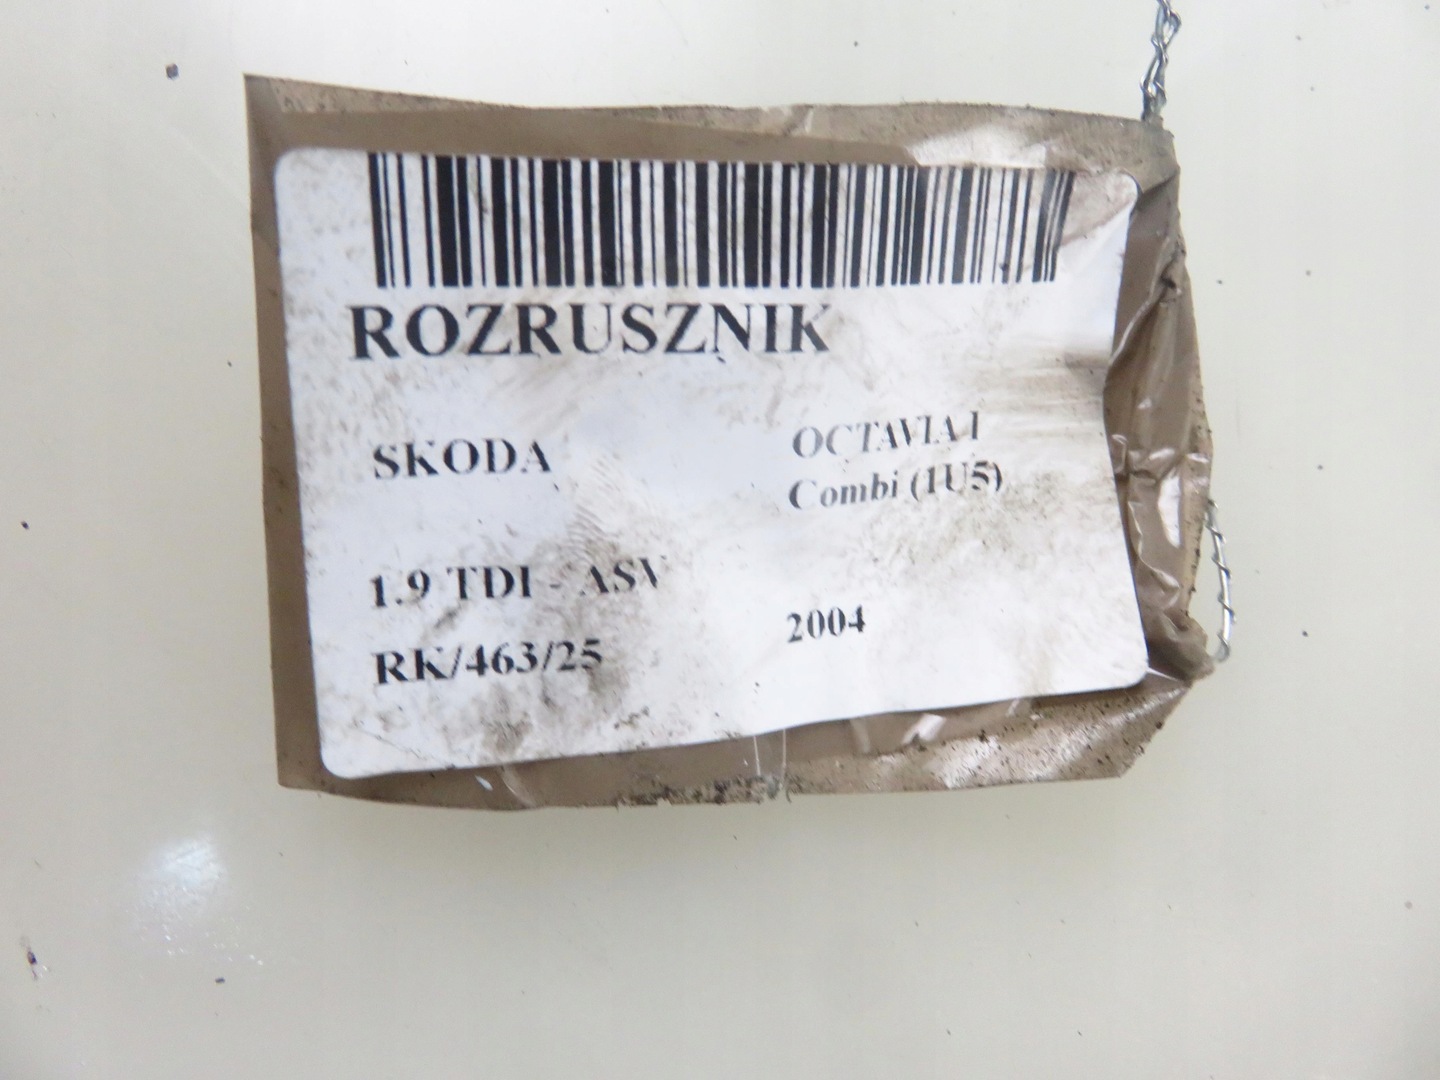 ROZRUSZNIK
SKODA
OCTAVIA I
Combi (1U5)
1.9 TDI - ASV
2004
RK/463/25